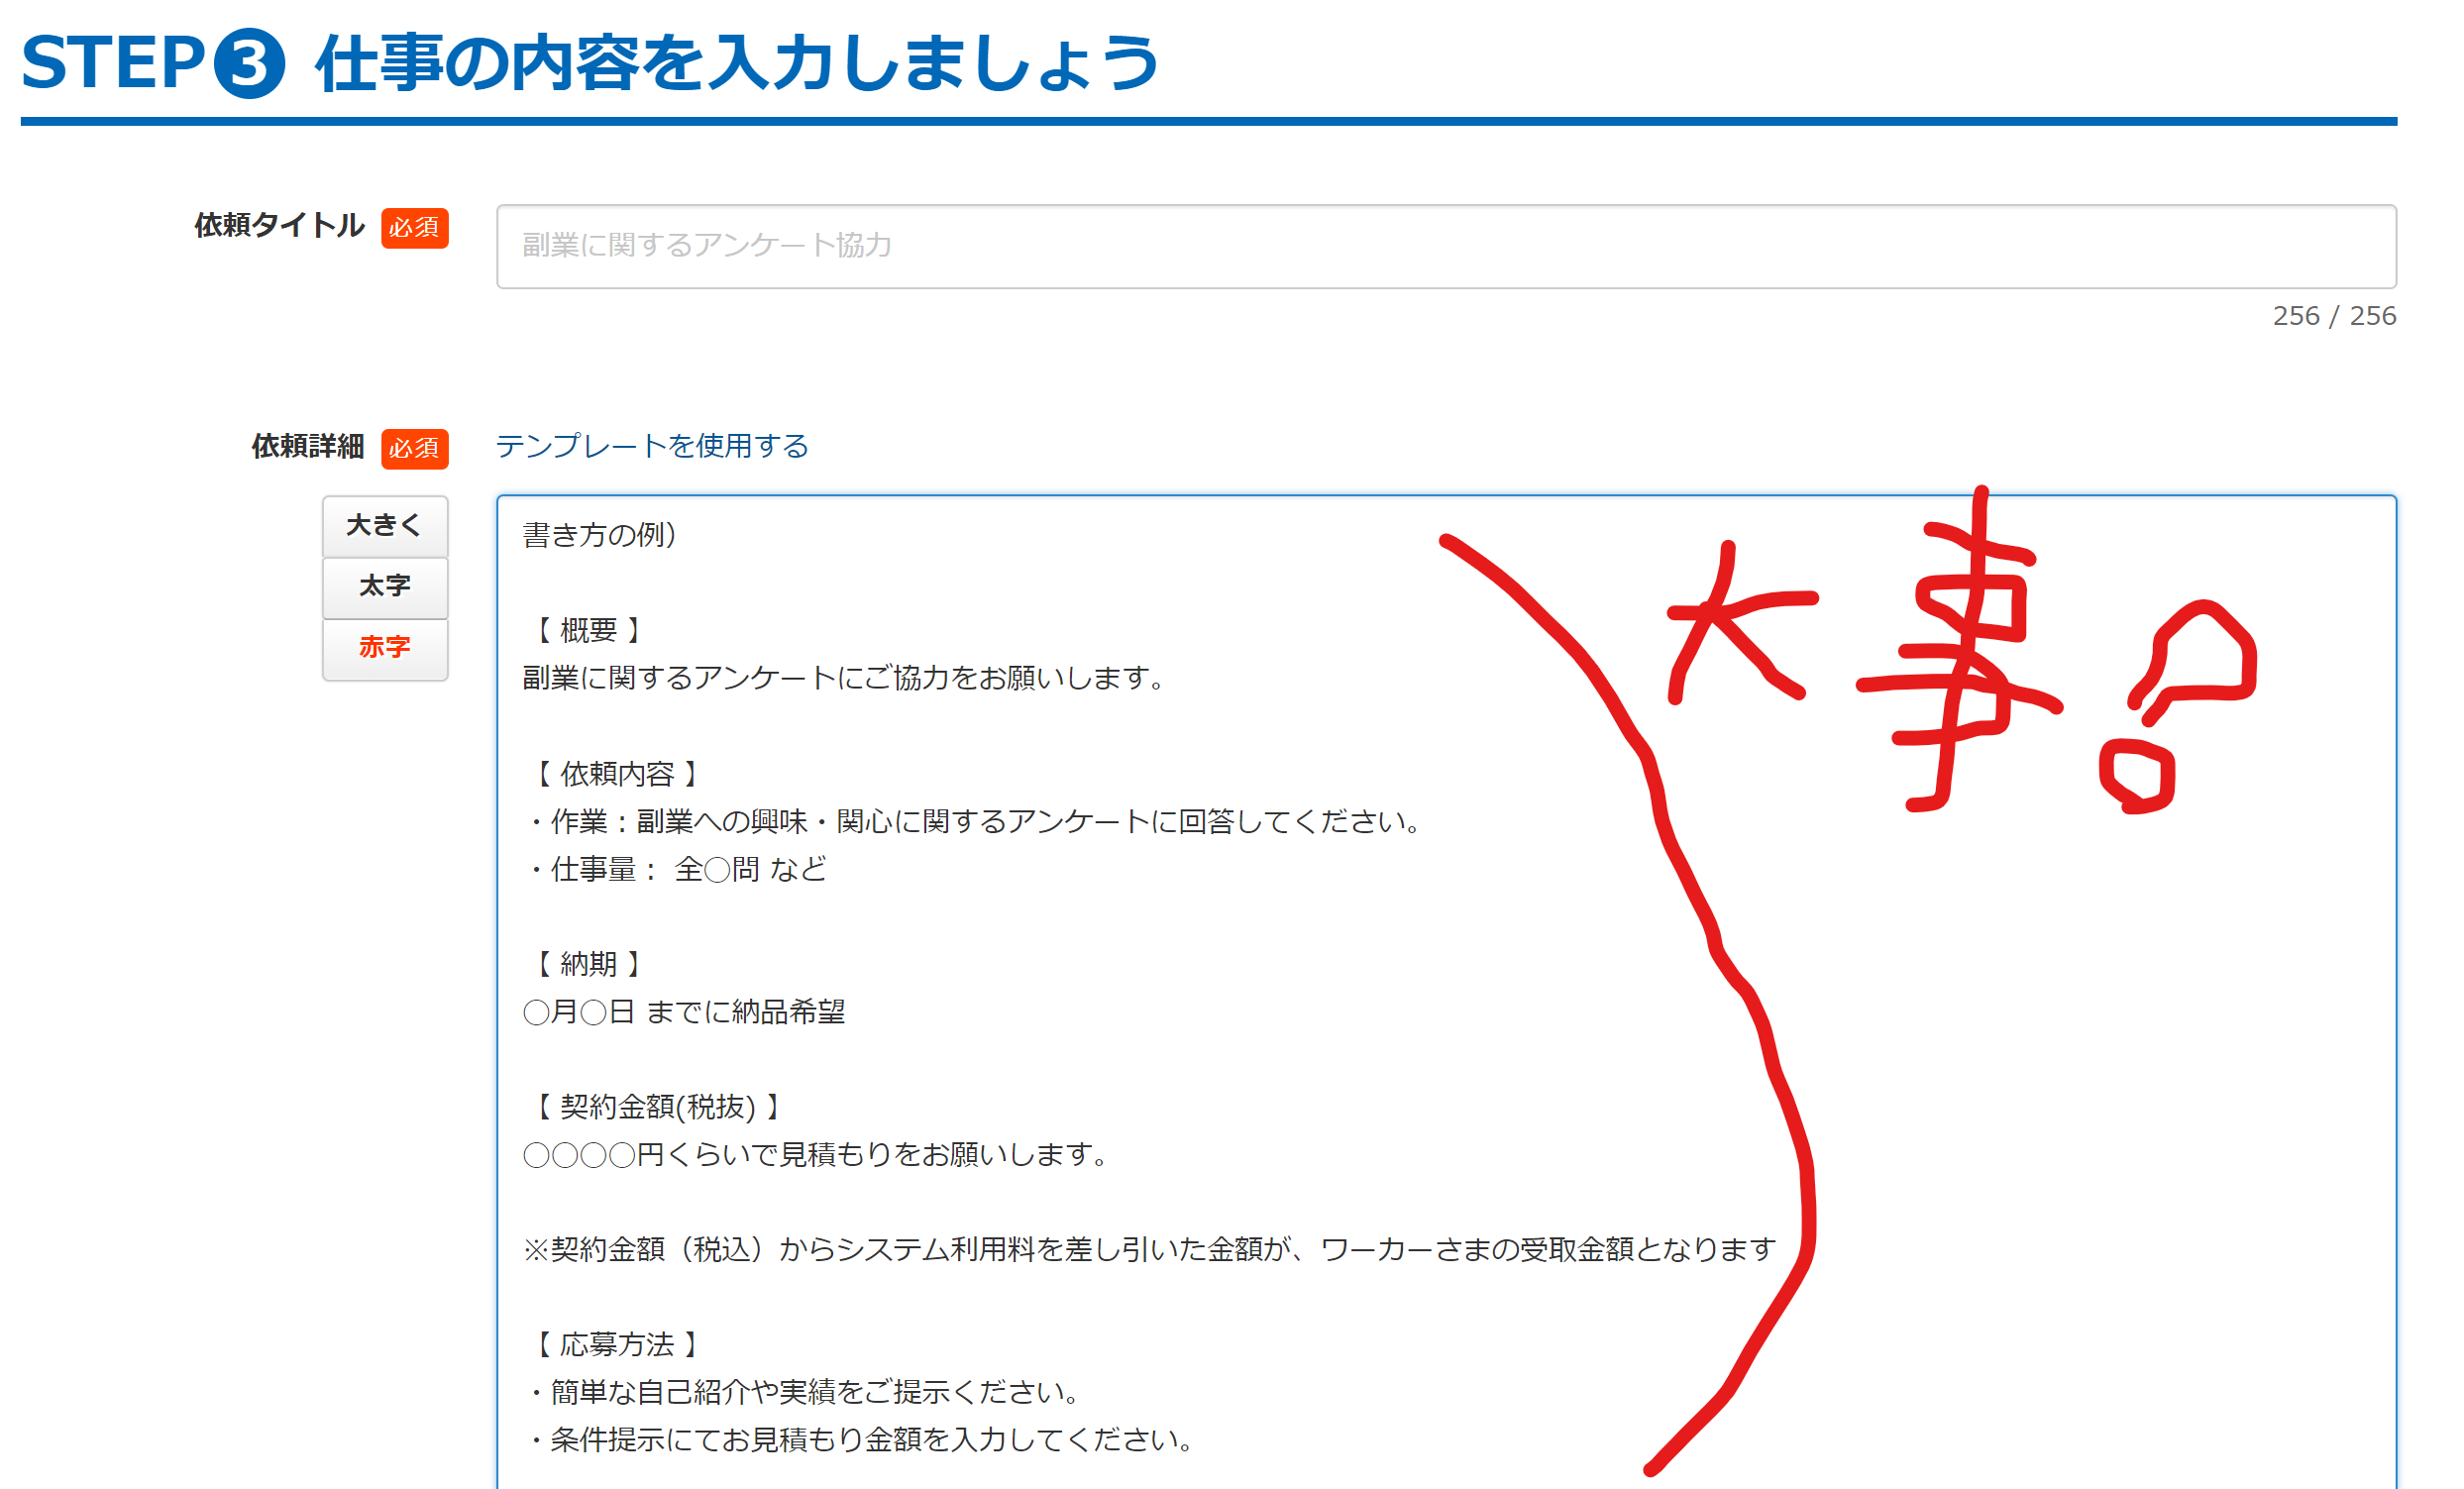 STEP❸ 仕事の内容を入力しましょう
依頼タイトル 必須
副業に関するアンケート協力
256 / 256
依頼詳細 必須 テンプレートを使用する
大きく
太字
赤字
書き方の例)
【 概要 】
副業に関するアンケートにご協力をお願いします。
【 依頼内容 】
・作業：副業への興味・関心に関するアンケートに回答してください。
・仕事量： 全○問 など
【 納期 】
○月○日 までに納品希望
【 契約金額(税抜) 】
○○○○円くらいで見積もりをお願いします。
※契約金額（税込）からシステム利用料を差し引いた金額が、ワーカーさまの受取金額となります
【 応募方法 】
・簡単な自己紹介や実績をご提示ください。
・条件提示にてお見積もり金額を入力してください。
大事!